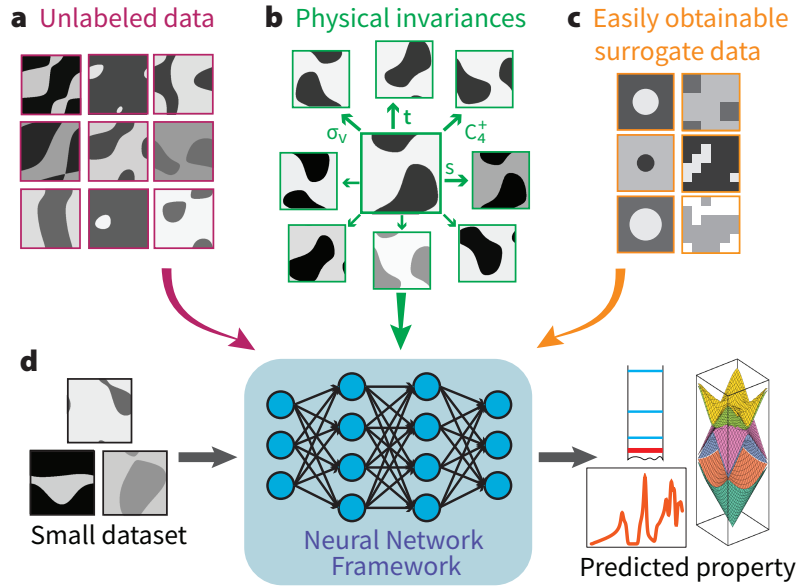 a Unlabeled data
b Physical invariances
c Easily obtainable
surrogate data
σv t C4+
s
d
Small dataset
Neural Network
Framework
Predicted property